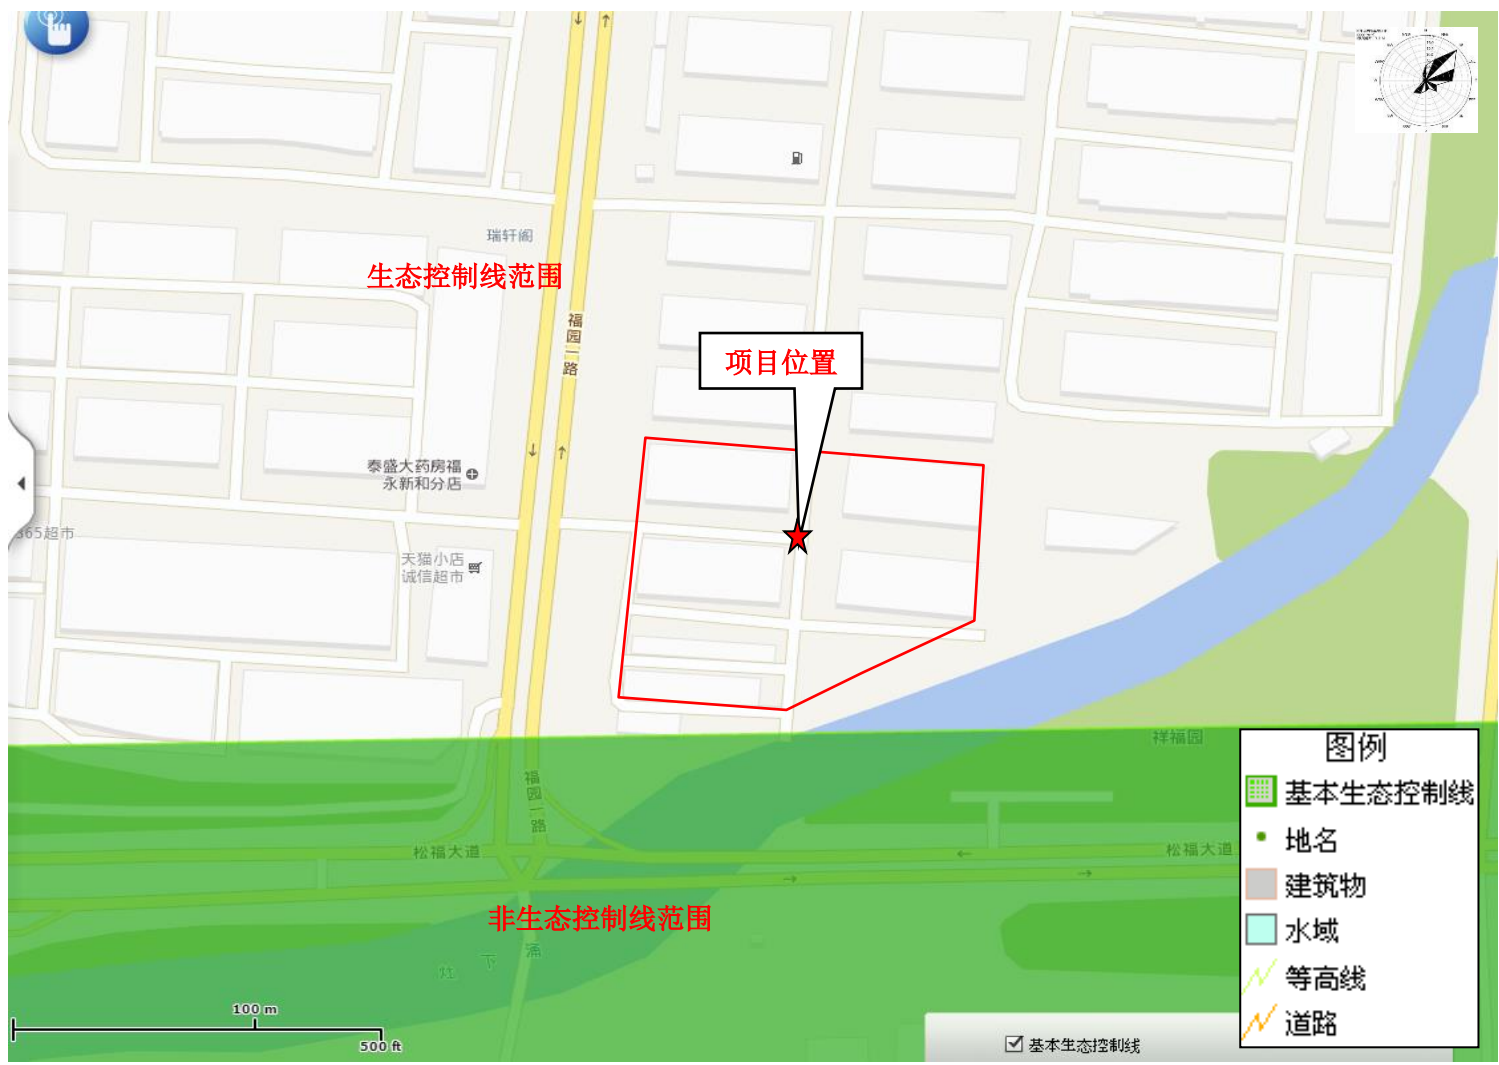 瑞轩阁
生态控制线范围
福园一路
项目位置
泰盛大药房福
永新和分店
365超市
天猫小店
诚信超市
祥福园
福园二路
松福大道
松福大道
非生态控制线范围
灶下涌
100 m
500 ft
基本生态控制线
图例
基本生态控制线
地名
建筑物
水域
等高线
道路